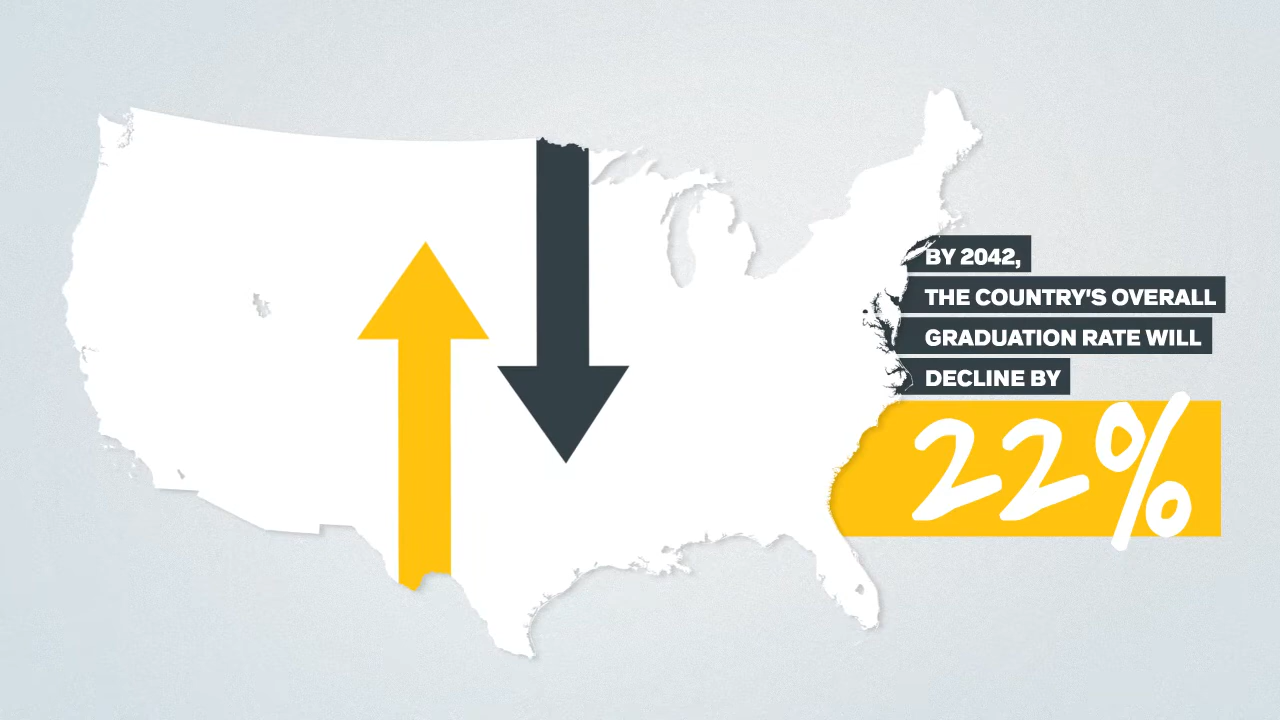 BY 2042,
THE COUNTRY'S OVERALL
GRADUATION RATE WILL
DECLINE BY
22%